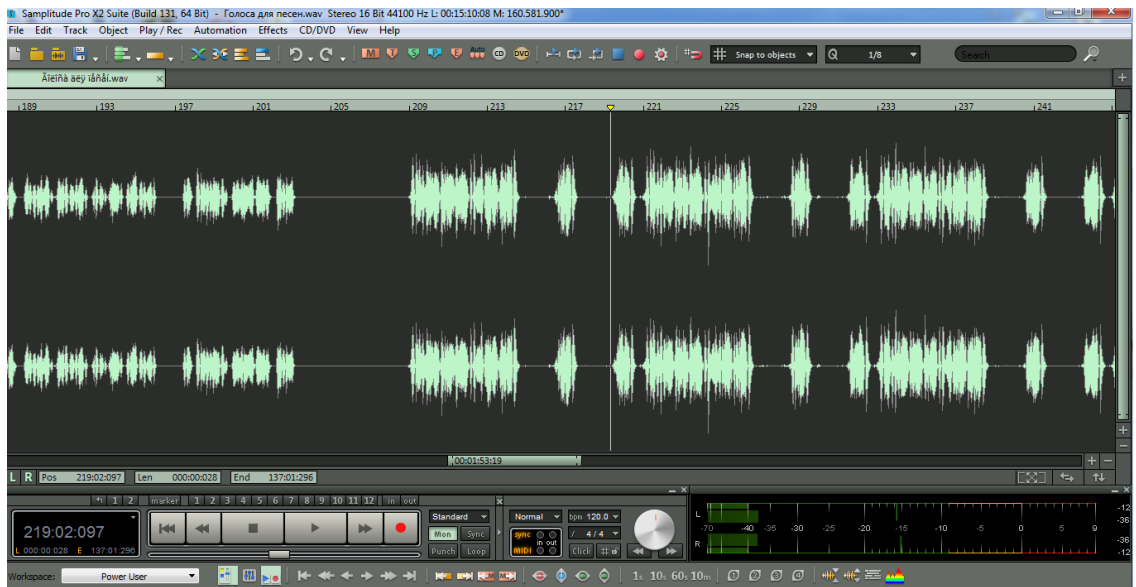 Samplitude Pro X2 Suite (Build 131, 64 Bit) - Голоса для песен.wav Stereo 16 Bit 44100 Hz L: 00:15:10:08 M: 160.581.900*
File Edit Track Object Play / Rec Automation Effects CD/DVD View Help
M T S P E Auto CD DVD Snap to objects Q 1/8 Search
Ãîëîñà äëÿ ïåñåí.wav × +
189 193 197 201 205 209 213 217 221 225 229 233 237 241
00:01:53:19
L R Pos 219:02:097 Len 000:00:028 End 137:01:296
1 2 marker 1 2 3 4 5 6 7 8 9 10 11 12 in out
219:02:097
L 000:00:028 E 137:01:296
Standard Normal bpm 120.0
Mon Sync sync in out / 4/4
Punch Loop MIDI Click #
L -70 -40 -35 -30 -25 -20 -15 -10 -5 0 5 9 -12 -36
R -36 -12
Workspace: Power User 1s 10s 60s 10m 1 2 3 4